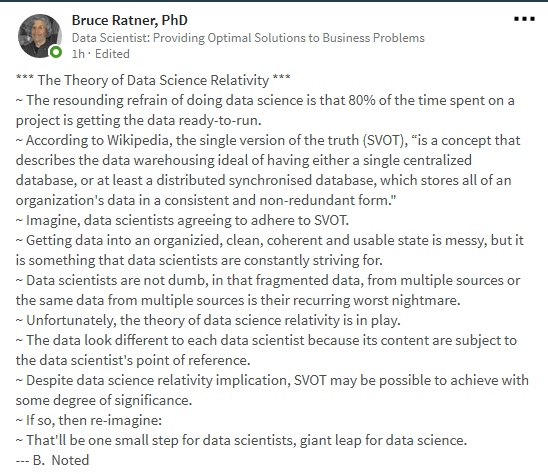 Bruce Ratner, PhD
Data Scientist: Providing Optimal Solutions to Business Problems
1h · Edited
*** The Theory of Data Science Relativity ***
~ The resounding refrain of doing data science is that 80% of the time spent on a
project is getting the data ready-to-run.
~ According to Wikipedia, the single version of the truth (SVOT), “is a concept that
describes the data warehousing ideal of having either a single centralized
database, or at least a distributed synchronised database, which stores all of an
organization's data in a consistent and non-redundant form."
~ Imagine, data scientists agreeing to adhere to SVOT.
~ Getting data into an organizied, clean, coherent and usable state is messy, but it
is something that data scientists are constantly striving for.
~ Data scientists are not dumb, in that fragmented data, from multiple sources or
the same data from multiple sources is their recurring worst nightmare.
~ Unfortunately, the theory of data science relativity is in play.
~ The data look different to each data scientist because its content are subject to
the data scientist's point of reference.
~ Despite data science relativity implication, SVOT may be possible to achieve with
some degree of significance.
~ If so, then re-imagine:
~ That'll be one small step for data scientists, giant leap for data science.
--- B. Noted